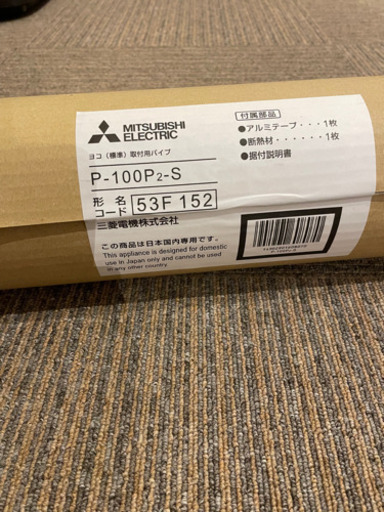 MITSUBISHI
ELECTRIC
ヨコ（標準）取付用パイプ
P-100P₂-S
形名
コード
53F 152
三菱電機株式会社
この商品は日本国内専用です。
This appliance is designed for domestic
use in Japan only and cannot be used
in any other country.
付属部品
●アルミテープ・・・1枚
●断熱材・・・・・・1枚
●据付説明書